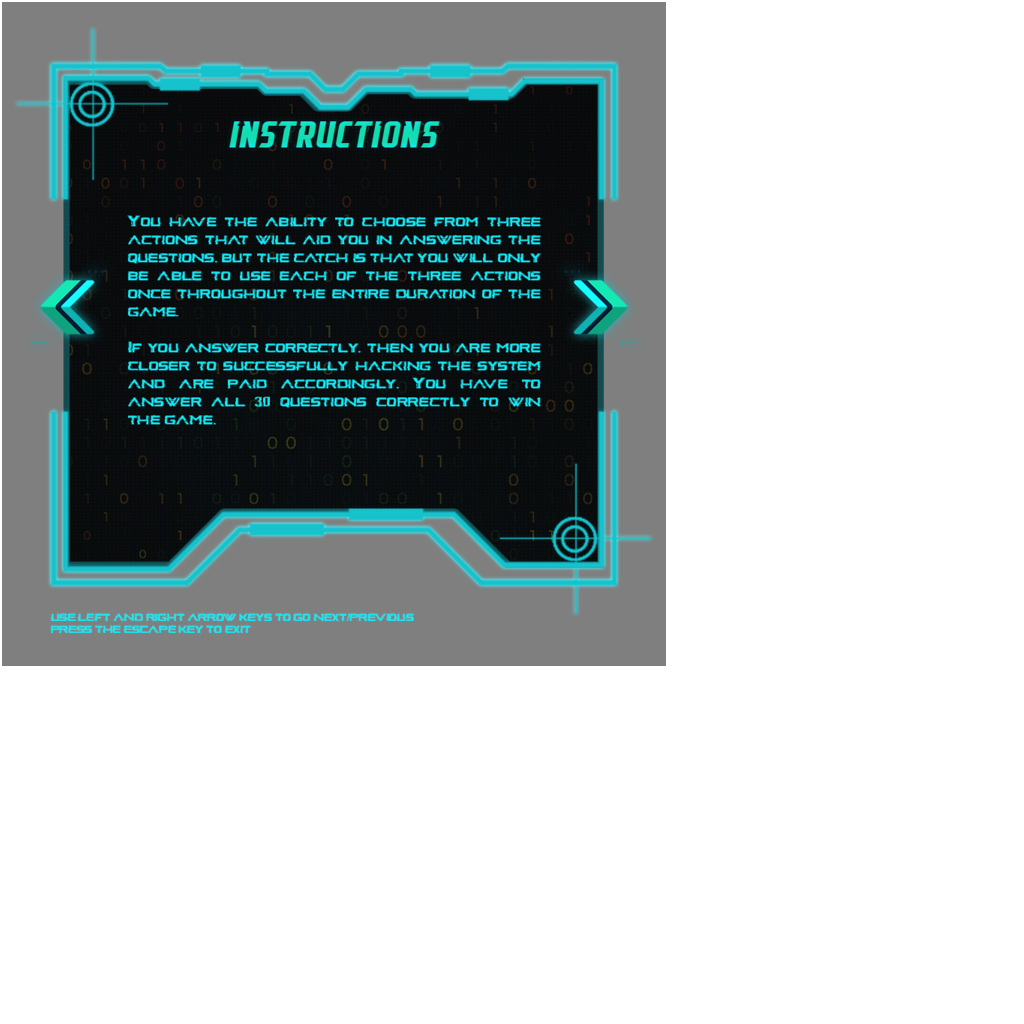 INSTRUCTIONS
YOU HAVE THE ABILITY TO CHOOSE FROM THREE
ACTIONS THAT WILL AID YOU IN ANSWERING THE
QUESTIONS. BUT THE CATCH IS THAT YOU WILL ONLY
BE ABLE TO USE EACH OF THE THREE ACTIONS
ONCE THROUGHOUT THE ENTIRE DURATION OF THE
GAME.
IF YOU ANSWER CORRECTLY, THEN YOU ARE MORE
CLOSER TO SUCCESSFULLY HACKING THE SYSTEM
AND ARE PAID ACCORDINGLY. YOU HAVE TO
ANSWER ALL 30 QUESTIONS CORRECTLY TO WIN
THE GAME.
USE LEFT AND RIGHT ARROW KEYS TO GO NEXT/PREVIOUS
PRESS THE ESCAPE KEY TO EXIT